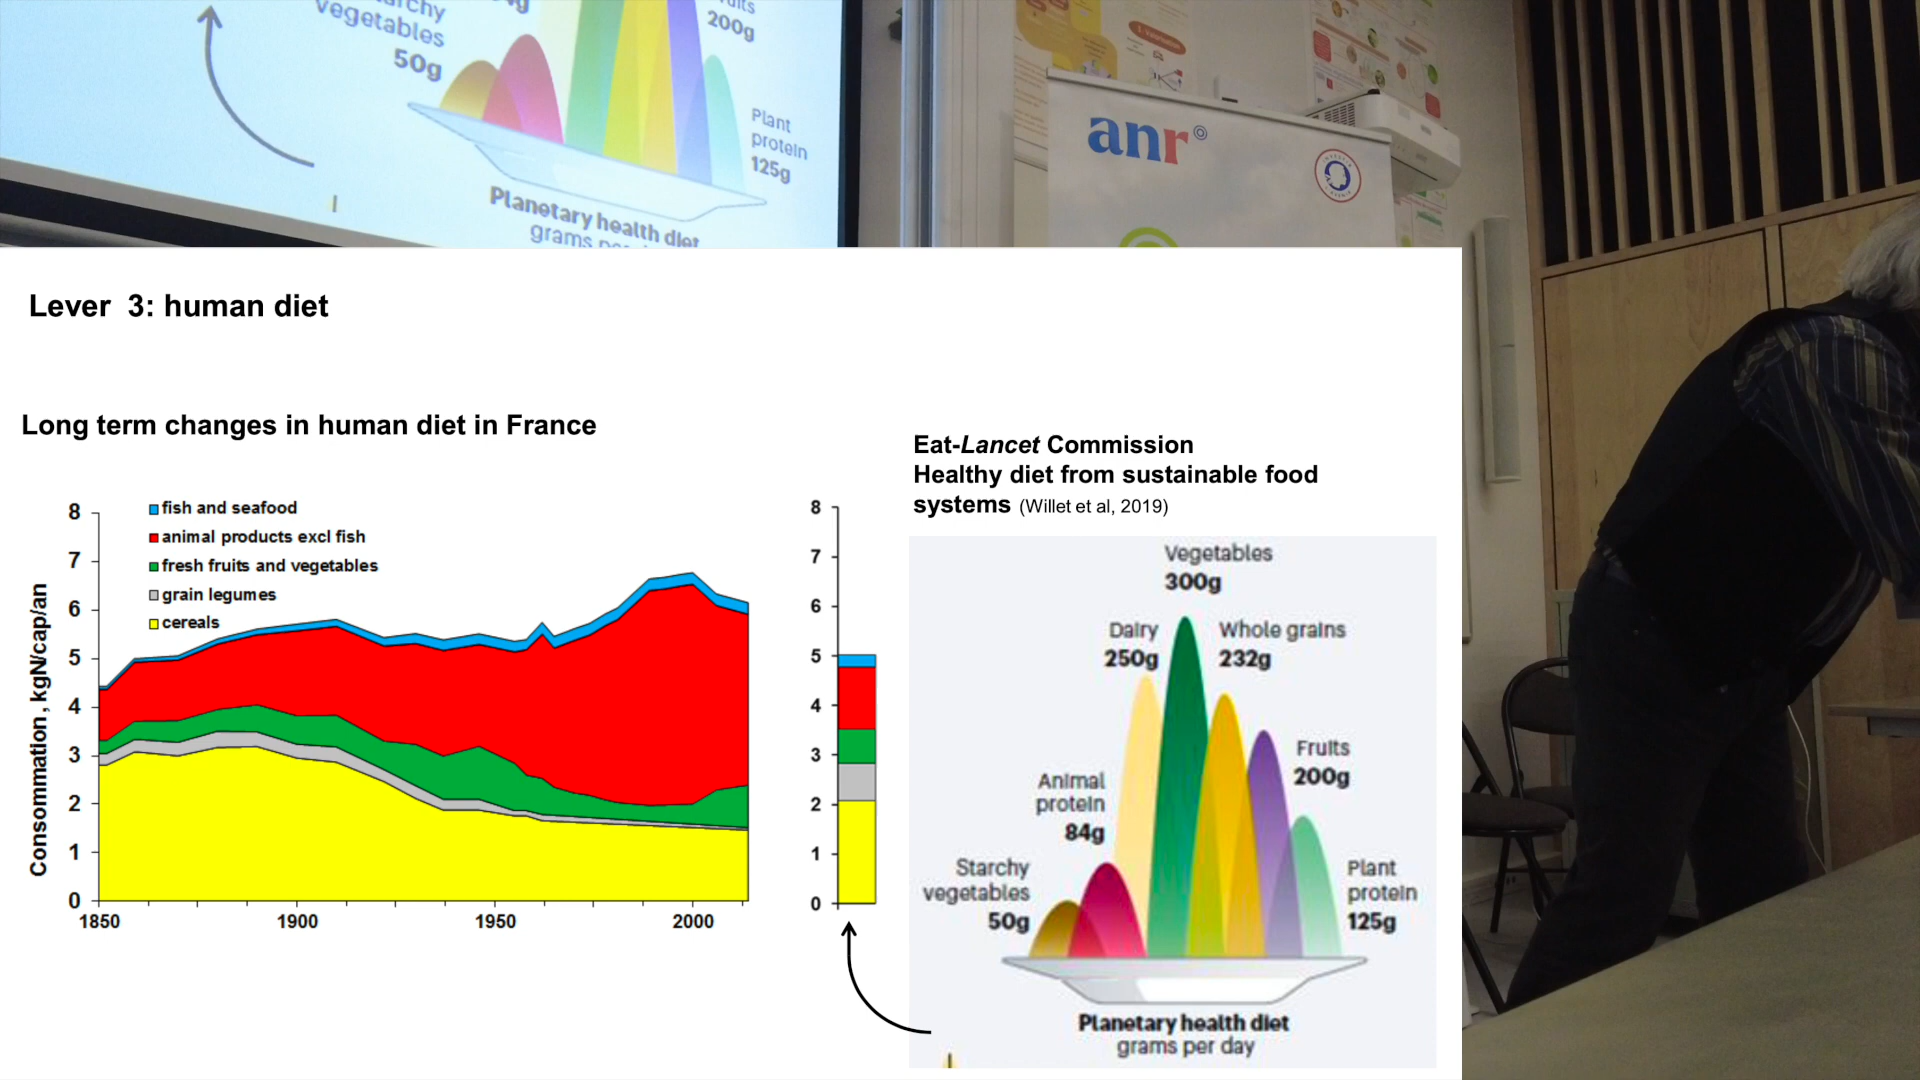 vegetables
50g
200g
Plant
protein
125g
Planetary health diet
anr
Lever 3: human diet
Long term changes in human diet in France
Eat-Lancet Commission
Healthy diet from sustainable food
systems (Willet et al, 2019)
Consommation, kgN/cap/an
8
7
6
5
4
3
2
1
0
fish and seafood
animal products excl fish
fresh fruits and vegetables
grain legumes
cereals
1850
1900
1950
2000
8
7
6
5
4
3
2
1
0
Vegetables
300g
Dairy
250g
Whole grains
232g
Fruits
200g
Animal
protein
84g
Starchy
vegetables
50g
Plant
protein
125g
Planetary health diet
grams per day